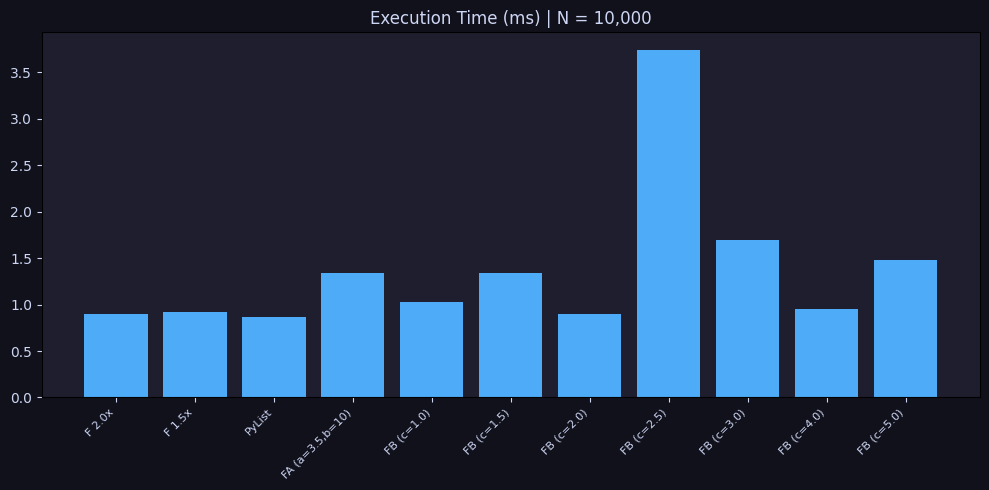 Execution Time (ms) | N = 10,000
3.5
3.0
2.5
2.0
1.5
1.0
0.5
0.0
F 2.0x
F 1.5x
PyList
FA (a=3.5,b=10)
FB (c=1.0)
FB (c=1.5)
FB (c=2.0)
FB (c=2.5)
FB (c=3.0)
FB (c=4.0)
FB (c=5.0)